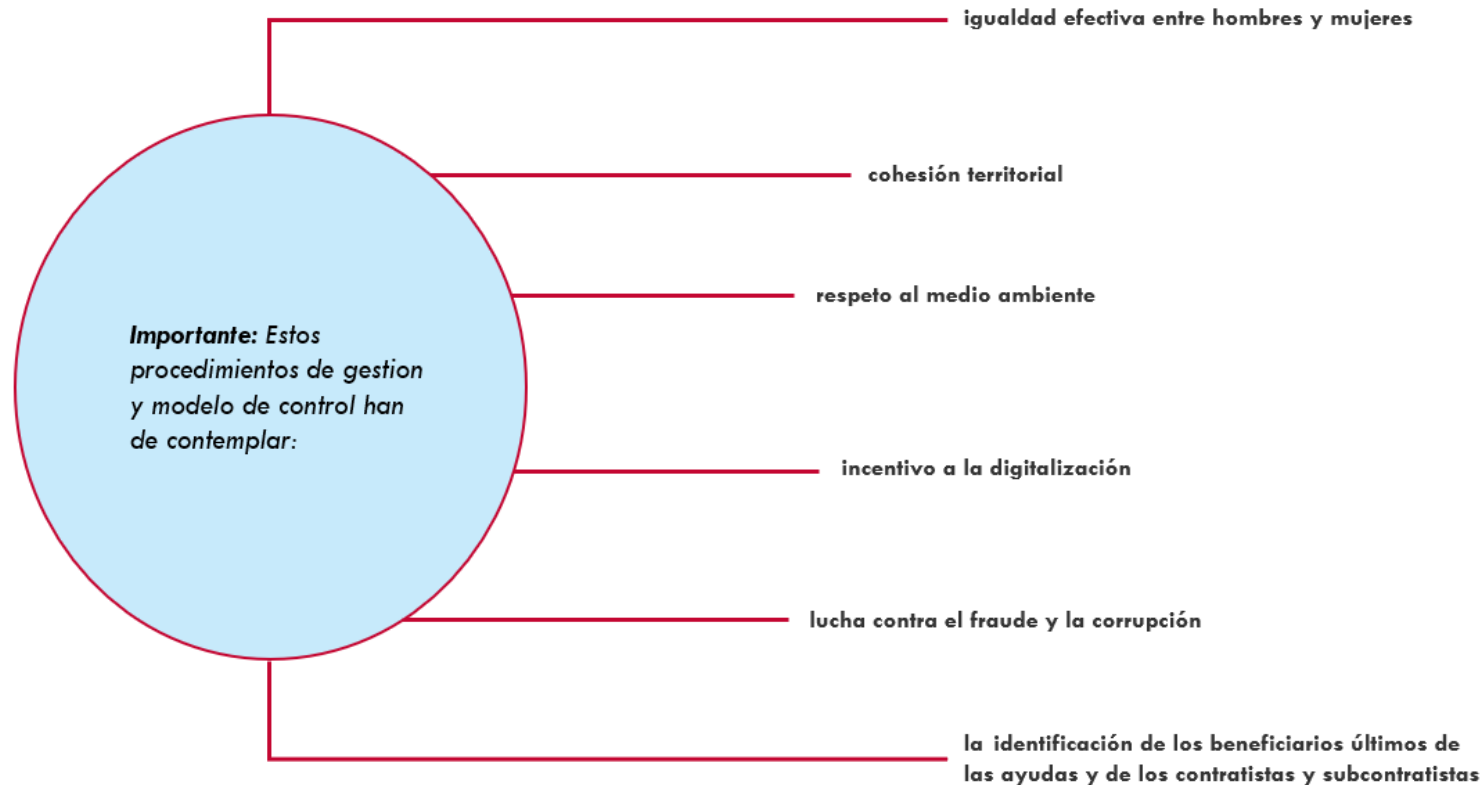 igualdad efectiva entre hombres y mujeres
cohesión territorial
respeto al medio ambiente
Importante: Estos
procedimientos de gestion
y modelo de control han
de contemplar:
incentivo a la digitalización
lucha contra el fraude y la corrupción
la identificación de los beneficiarios últimos de
las ayudas y de los contratistas y subcontratistas